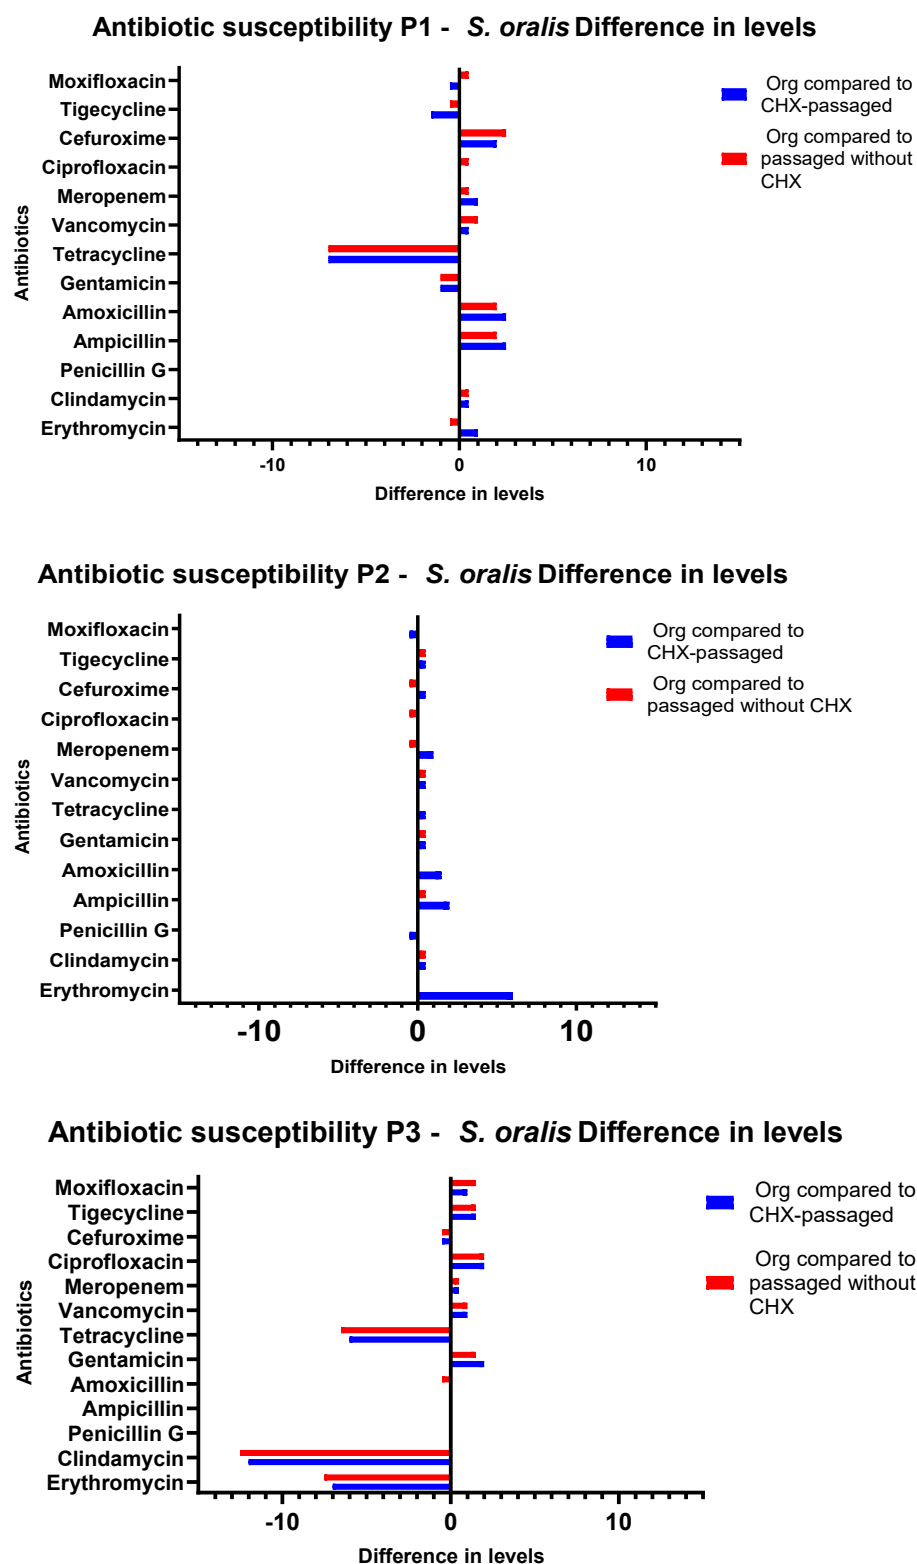 Antibiotic susceptibility P1 - S. oralis Difference in levels
Org compared to
CHX-passaged
Org compared to
passaged without
CHX
Antibiotics
Moxifloxacin
Tigecycline
Cefuroxime
Ciprofloxacin
Meropenem
Vancomycin
Tetracycline
Gentamicin
Amoxicillin
Ampicillin
Penicillin G
Clindamycin
Erythromycin
-10 0 10
Difference in levels
Antibiotic susceptibility P2 - S. oralis Difference in levels
Org compared to
CHX-passaged
Org compared to
passaged without CHX
Antibiotics
Moxifloxacin
Tigecycline
Cefuroxime
Ciprofloxacin
Meropenem
Vancomycin
Tetracycline
Gentamicin
Amoxicillin
Ampicillin
Penicillin G
Clindamycin
Erythromycin
-10 0 10
Difference in levels
Antibiotic susceptibility P3 - S. oralis Difference in levels
Org compared to
CHX-passaged
Org compared to
passaged without
CHX
Antibiotics
Moxifloxacin
Tigecycline
Cefuroxime
Ciprofloxacin
Meropenem
Vancomycin
Tetracycline
Gentamicin
Amoxicillin
Ampicillin
Penicillin G
Clindamycin
Erythromycin
-10 0 10
Difference in levels